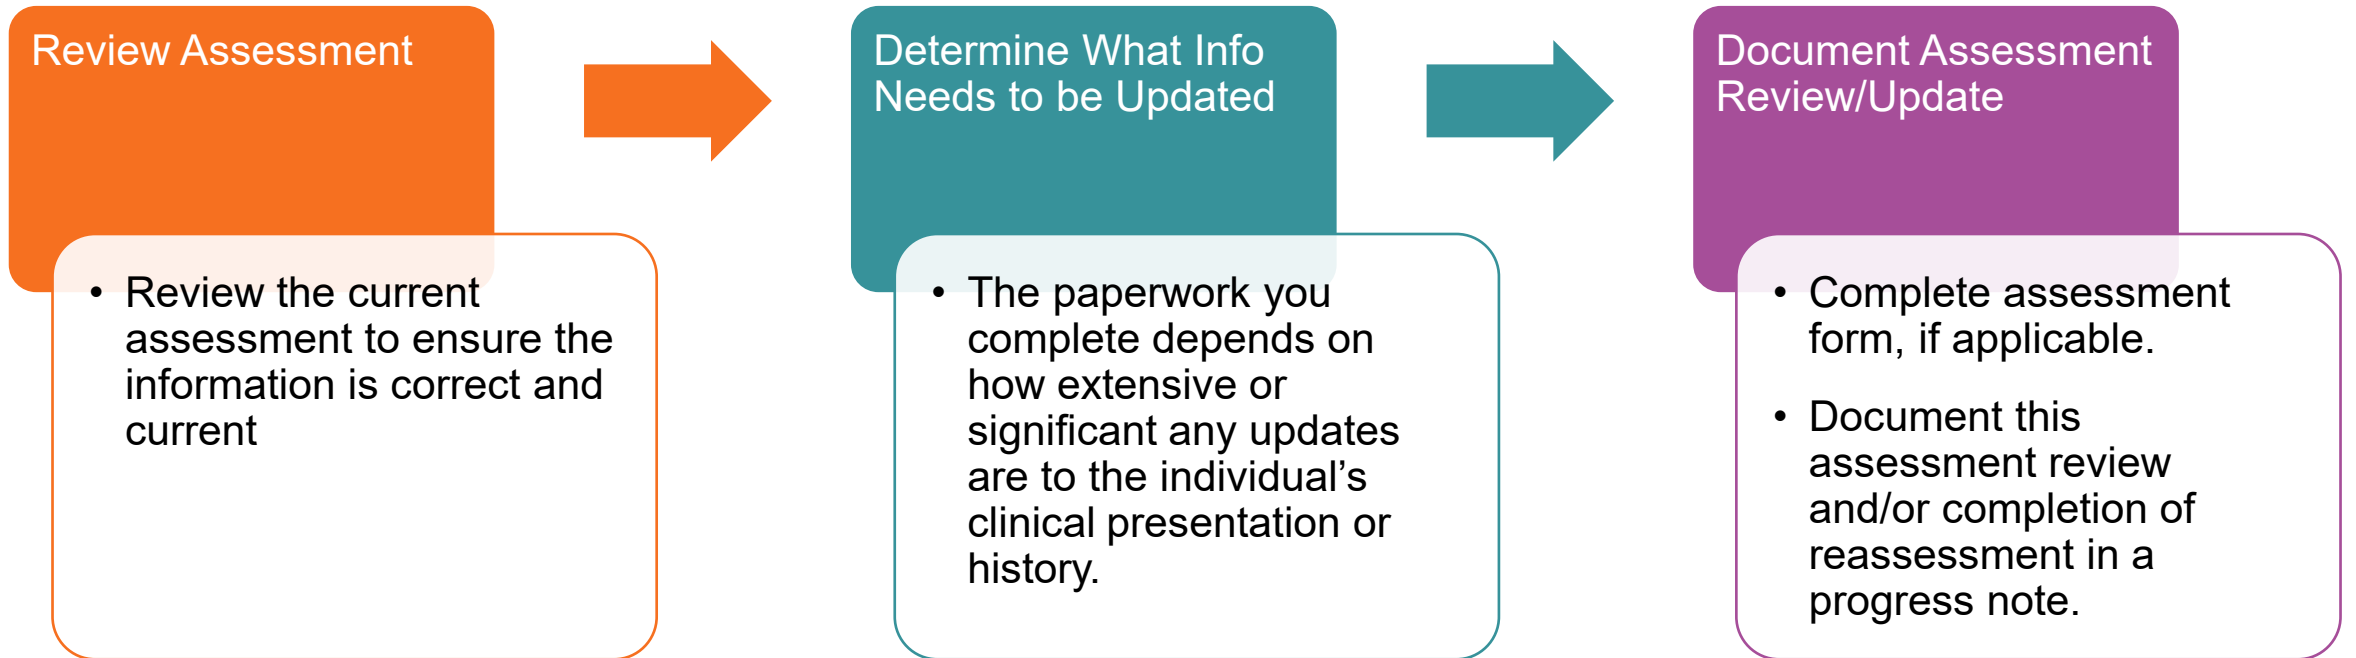 Review Assessment
• Review the current
assessment to ensure the
information is correct and
current
Determine What Info
Needs to be Updated
• The paperwork you
complete depends on
how extensive or
significant any updates
are to the individual’s
clinical presentation or
history.
Document Assessment
Review/Update
• Complete assessment
form, if applicable.
• Document this
assessment review
and/or completion of
reassessment in a
progress note.